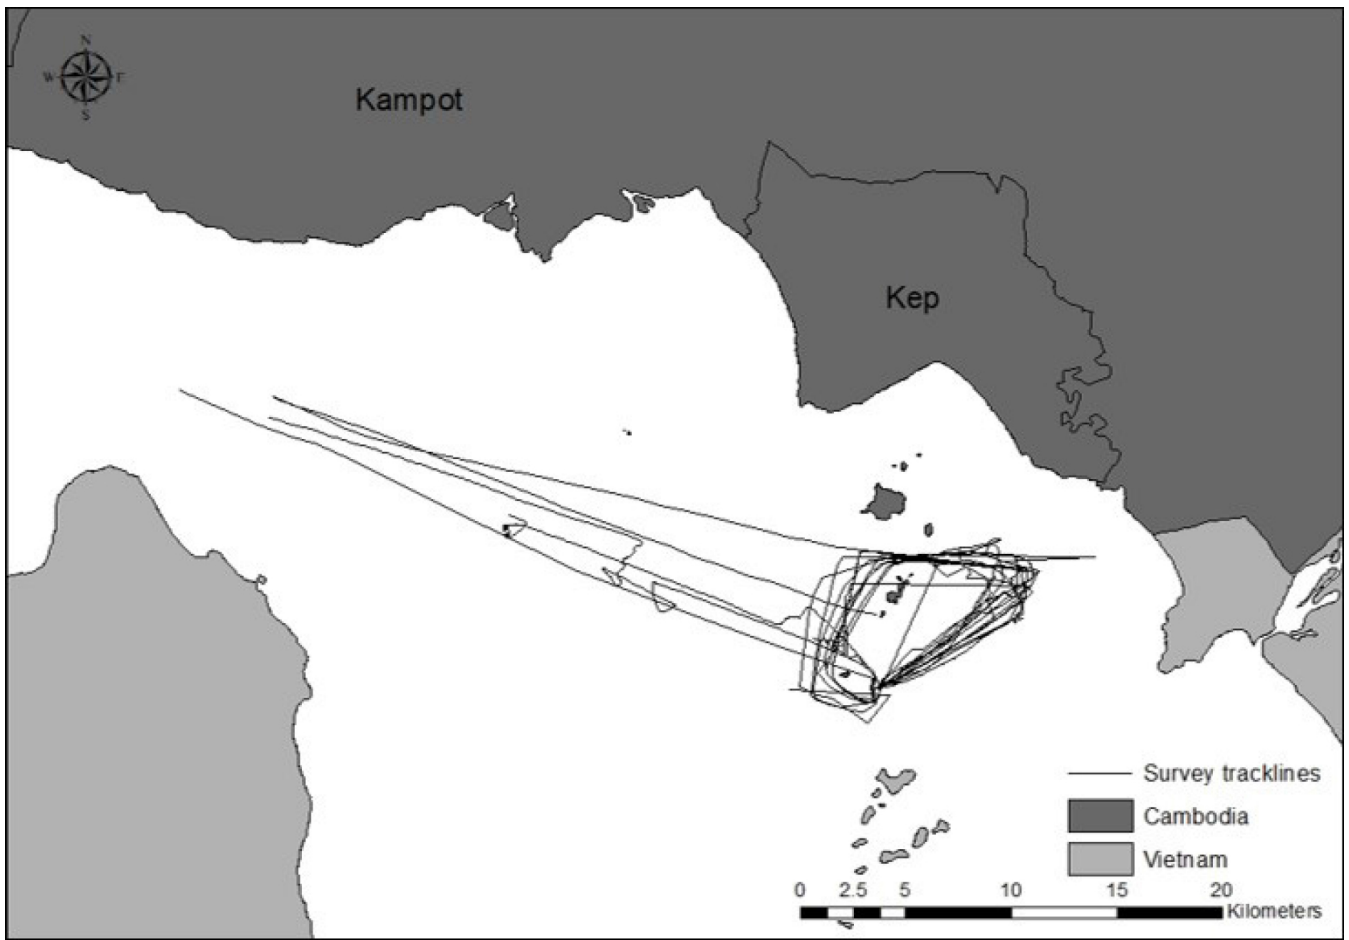 N
W E
S
Kampot
Kep
Survey tracklines
Cambodia
Vietnam
0 2.5 5 10 15 20
Kilometers